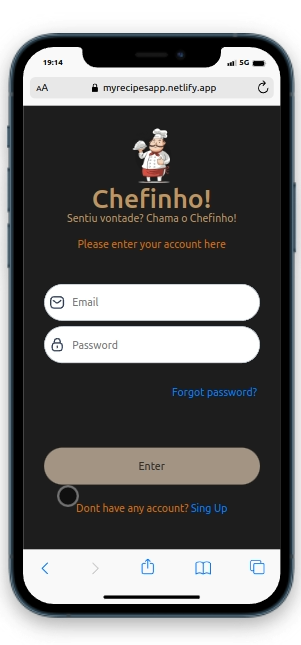 19:14
5G
AA
myrecipesapp.netlify.app
Chefinho!
Sentiu vontade? Chama o Chefinho!
Please enter your account here
Email
Password
Forgot password?
Enter
Dont have any account? Sing Up